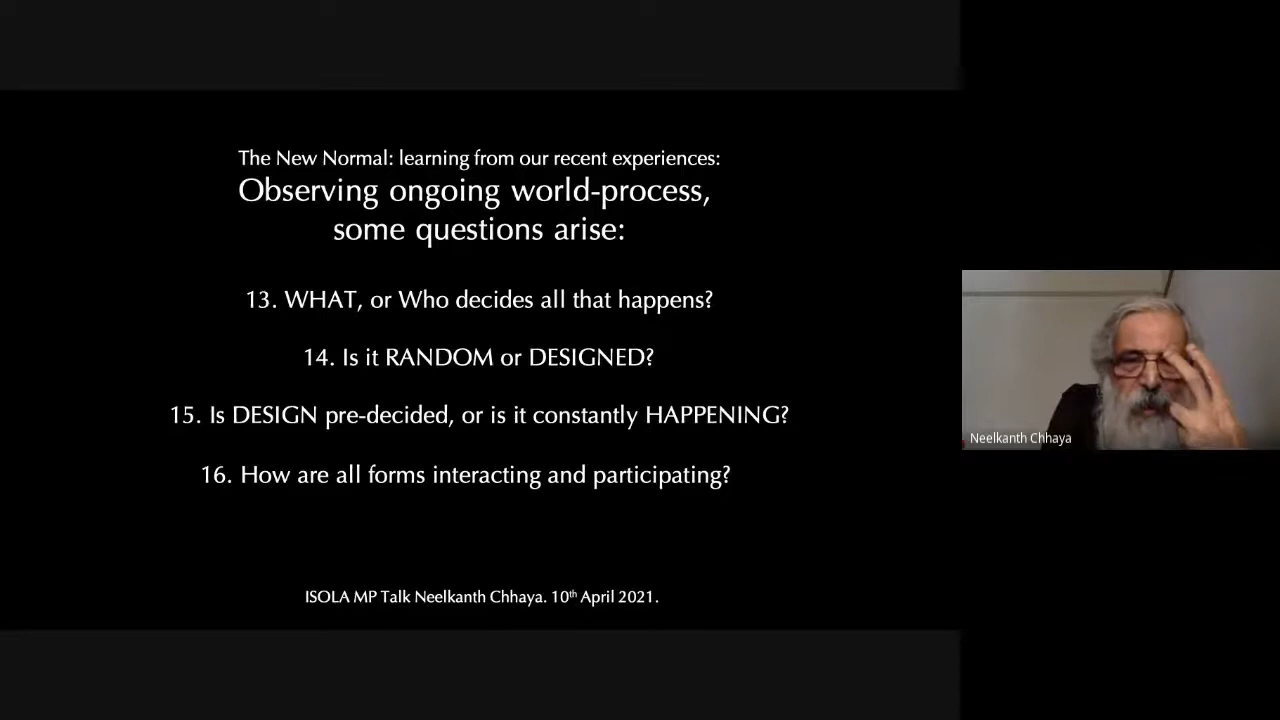 The New Normal: learning from our recent experiences:
Observing ongoing world-process,
some questions arise:
13. WHAT, or Who decides all that happens?
14. Is it RANDOM or DESIGNED?
15. Is DESIGN pre-decided, or is it constantly HAPPENING?
16. How are all forms interacting and participating?
Neelkanth Chhaya
ISOLA MP Talk Neelkanth Chhaya. 10th April 2021.